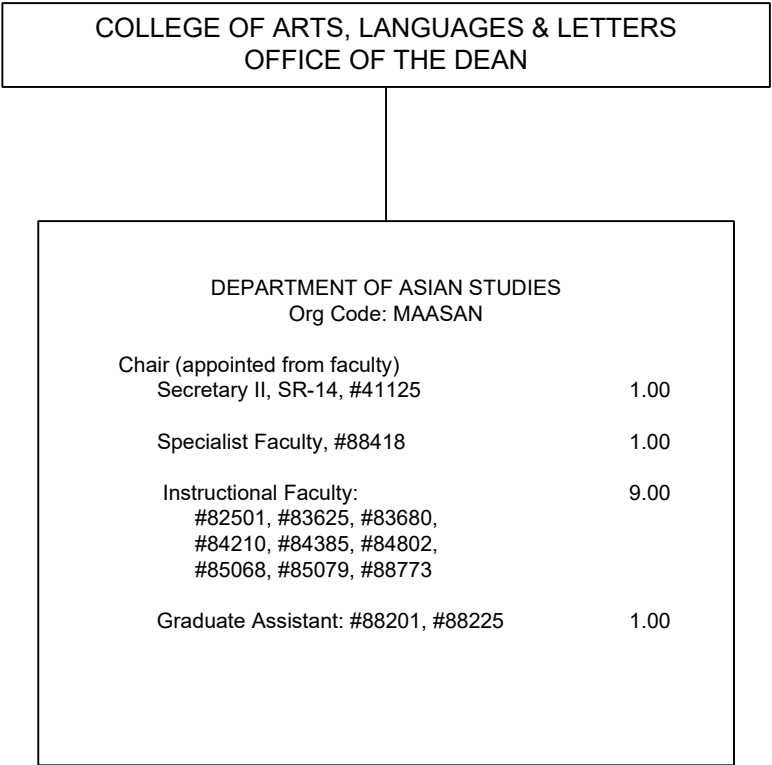 COLLEGE OF ARTS, LANGUAGES & LETTERS
OFFICE OF THE DEAN
DEPARTMENT OF ASIAN STUDIES
Org Code: MAASAN
Chair (appointed from faculty)
Secretary II, SR-14, #41125 1.00
Specialist Faculty, #88418 1.00
Instructional Faculty: 9.00
#82501, #83625, #83680,
#84210, #84385, #84802,
#85068, #85079, #88773
Graduate Assistant: #88201, #88225 1.00